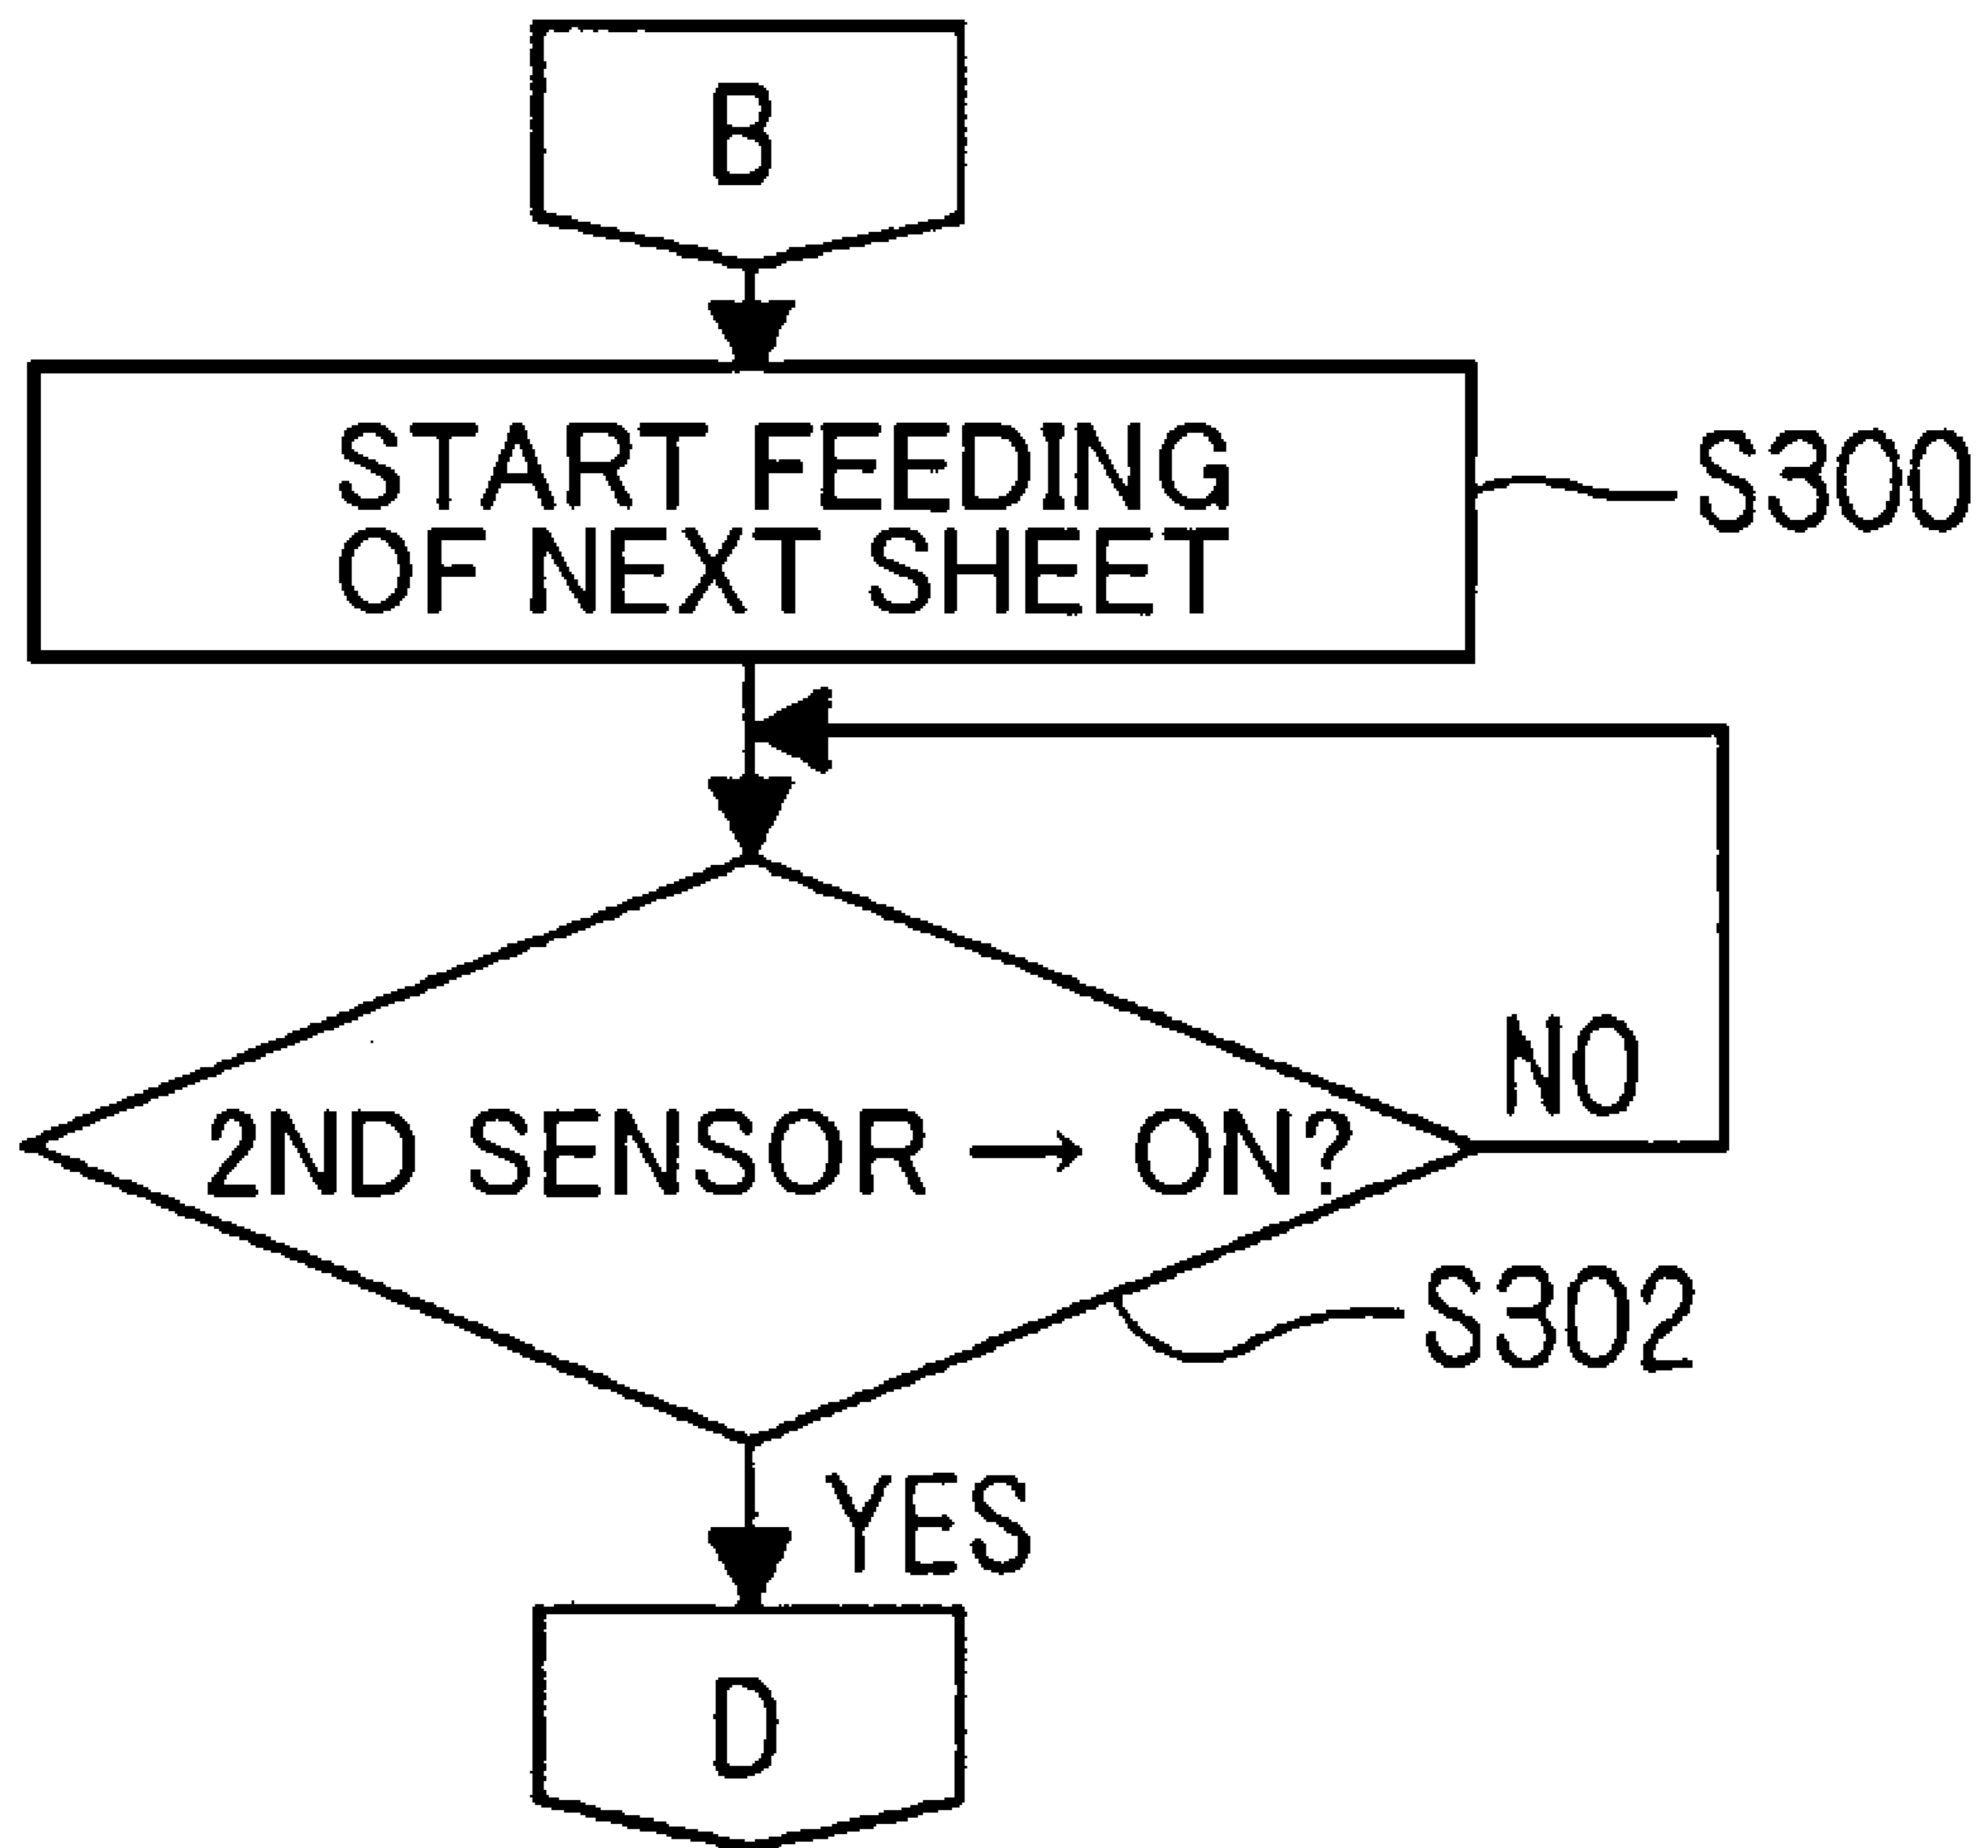 B
START FEEDING
OF NEXT SHEET
S300
NO
2ND SENSOR → ON?
S302
YES
D